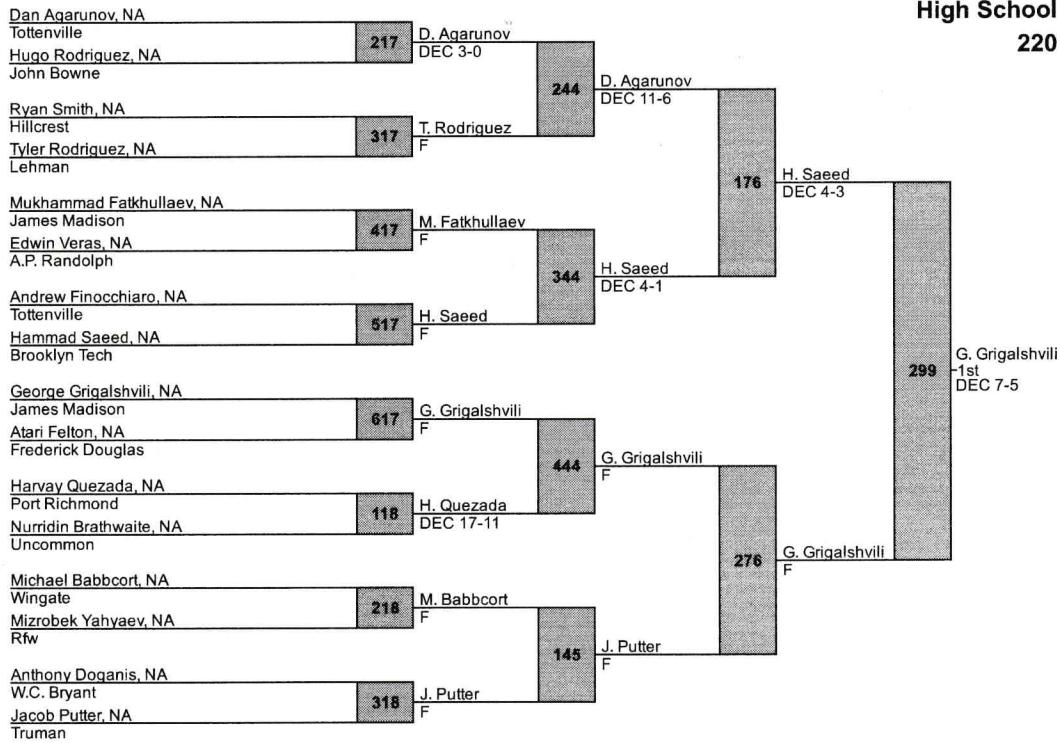 High School
220
Dan Agarunov, NA
Tottenville
217
D. Agarunov
DEC 3-0
Hugo Rodriguez, NA
John Bowne
244
D. Agarunov
DEC 11-6
Ryan Smith, NA
Hillcrest
317
T. Rodriguez
F
Tyler Rodriguez, NA
Lehman
176
H. Saeed
DEC 4-3
Mukhammad Fatkhullaev, NA
James Madison
417
M. Fatkhullaev
F
Edwin Veras, NA
A.P. Randolph
344
H. Saeed
DEC 4-1
Andrew Finocchiaro, NA
Tottenville
517
H. Saeed
F
Hammad Saeed, NA
Brooklyn Tech
299
G. Grigalshvili
1st
DEC 7-5
George Grigalshvili, NA
James Madison
617
G. Grigalshvili
F
Atari Felton, NA
Frederick Douglas
444
G. Grigalshvili
F
Harvay Quezada, NA
Port Richmond
118
H. Quezada
DEC 17-11
Nurridin Brathwaite, NA
Uncommon
276
G. Grigalshvili
F
Michael Babbcort, NA
Wingate
218
M. Babbcort
F
Mizrobek Yahyaev, NA
Rfw
145
J. Putter
F
Anthony Doganis, NA
W.C. Bryant
318
J. Putter
F
Jacob Putter, NA
Truman